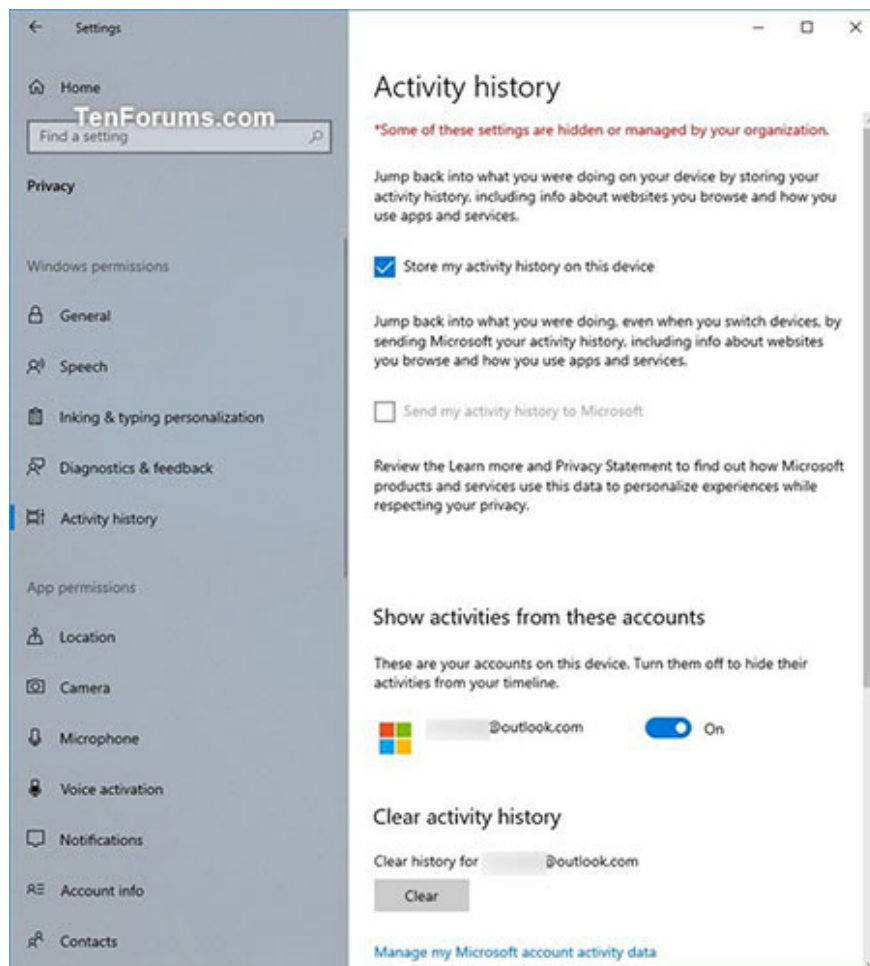 Settings
Home
TenForums.com
Find a setting
Privacy
Windows permissions
General
Speech
Inking & typing personalization
Diagnostics & feedback
Activity history
App permissions
Location
Camera
Microphone
Voice activation
Notifications
Account info
Contacts
Activity history
*Some of these settings are hidden or managed by your organization.
Jump back into what you were doing on your device by storing your
activity history, including info about websites you browse and how you
use apps and services.
Store my activity history on this device
Jump back into what you were doing, even when you switch devices, by
sending Microsoft your activity history, including info about websites
you browse and how you use apps and services.
Send my activity history to Microsoft
Review the Learn more and Privacy Statement to find out how Microsoft
products and services use this data to personalize experiences while
respecting your privacy.
Show activities from these accounts
These are your accounts on this device. Turn them off to hide their
activities from your timeline.
@outlook.com On
Clear activity history
Clear history for @outlook.com
Clear
Manage my Microsoft account activity data